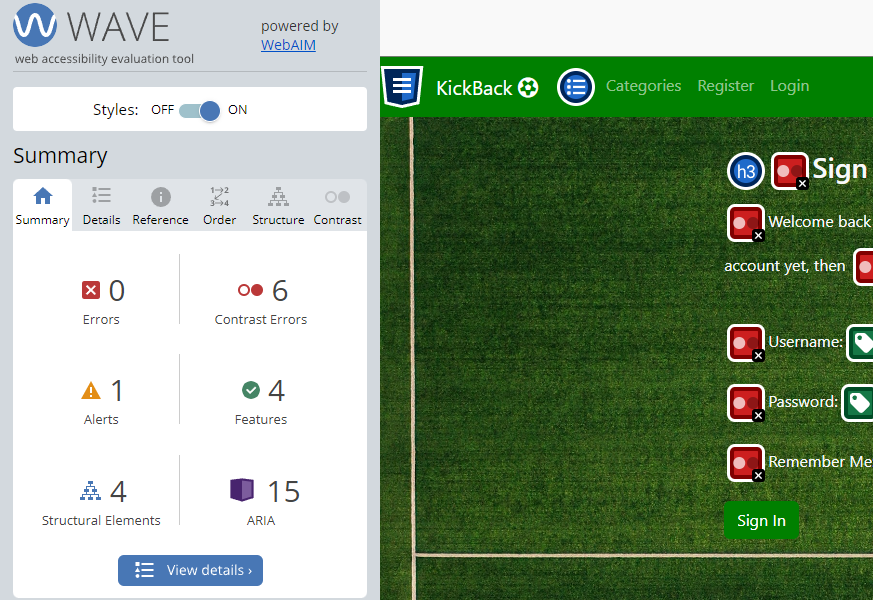 WAVE
web accessibility evaluation tool
powered by
WebAIM
Styles: OFF ON
Summary
Summary Details Reference Order Structure Contrast
0
Errors
6
Contrast Errors
1
Alerts
4
Features
4
Structural Elements
15
ARIA
View details ›
KickBack
Categories Register Login
h3 Sign
Welcome back
account yet, then
Username:
Password:
Remember Me
Sign In